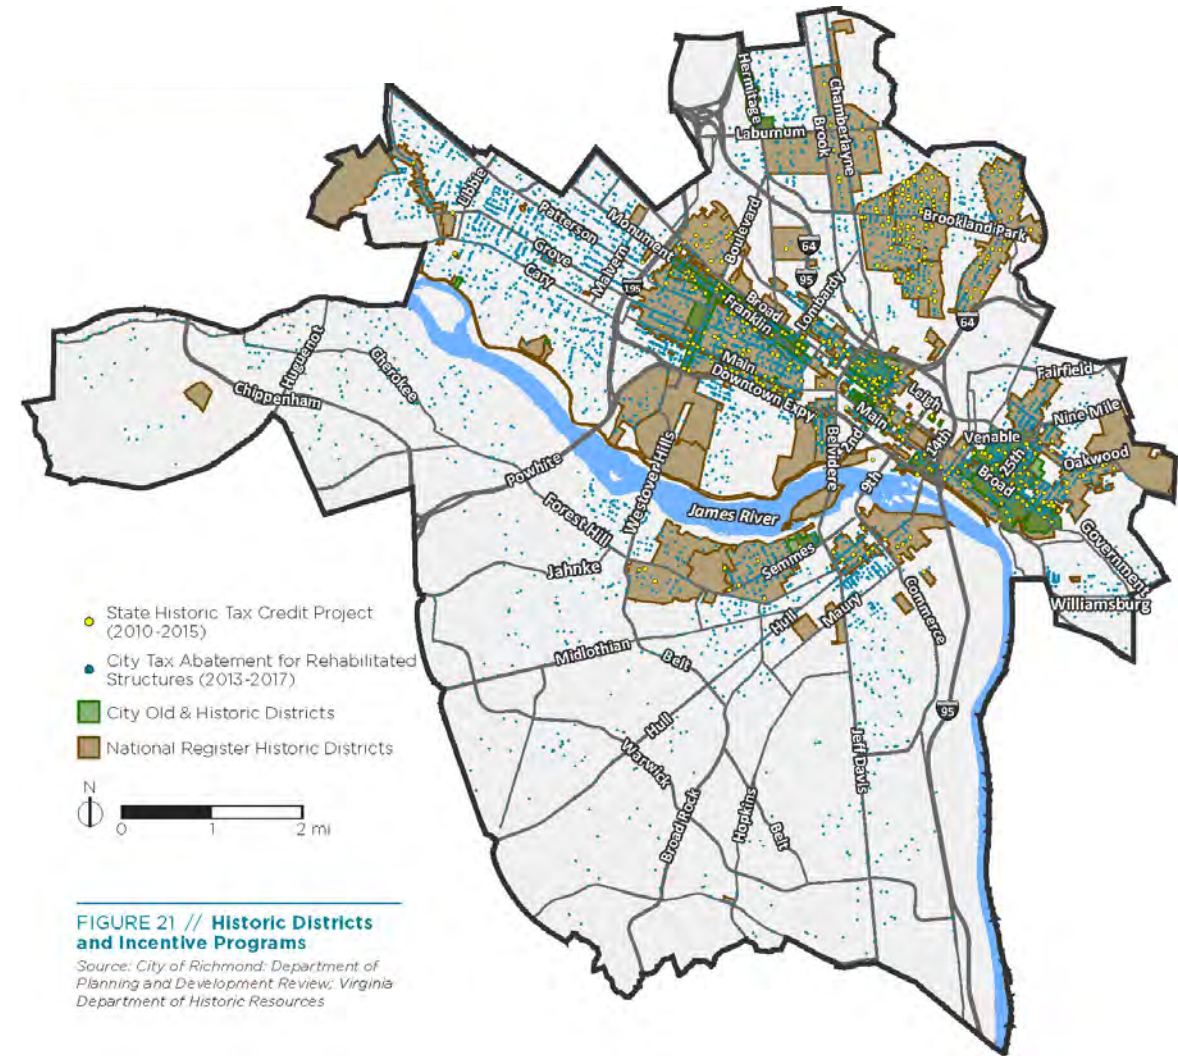 Hermitage
Chamberlayne
Laburnum
Brook
Libbie
Patterson
Monument
Boulevard
Brookland Park
Grove
Malvern
Cary
64
95
195
Broad
Lombardy
Franklin
64
Huguenot
Cherokee
Chippenham
Main
Downtown Expy
Leigh
Main
Fairfield
Nine Mile
Venable
14th
25th
Oakwood
Broad
Belvidere
2nd
9th
Powhite
Westover Hills
James River
Forest Hill
Government
Semmes
Jahnke
Williamsburg
Commerce
Maury
Hull
Midlothian
Belt
95
Hull
Warwick
Jeff Davis
Broad Rock
Hopkins
Belt
State Historic Tax Credit Project
(2010-2015)
City Tax Abatement for Rehabilitated
Structures (2013-2017)
City Old & Historic Districts
National Register Historic Districts
N
0 1 2 mi
FIGURE 21 // Historic Districts
and Incentive Programs
Source: City of Richmond: Department of
Planning and Development Review; Virginia
Department of Historic Resources